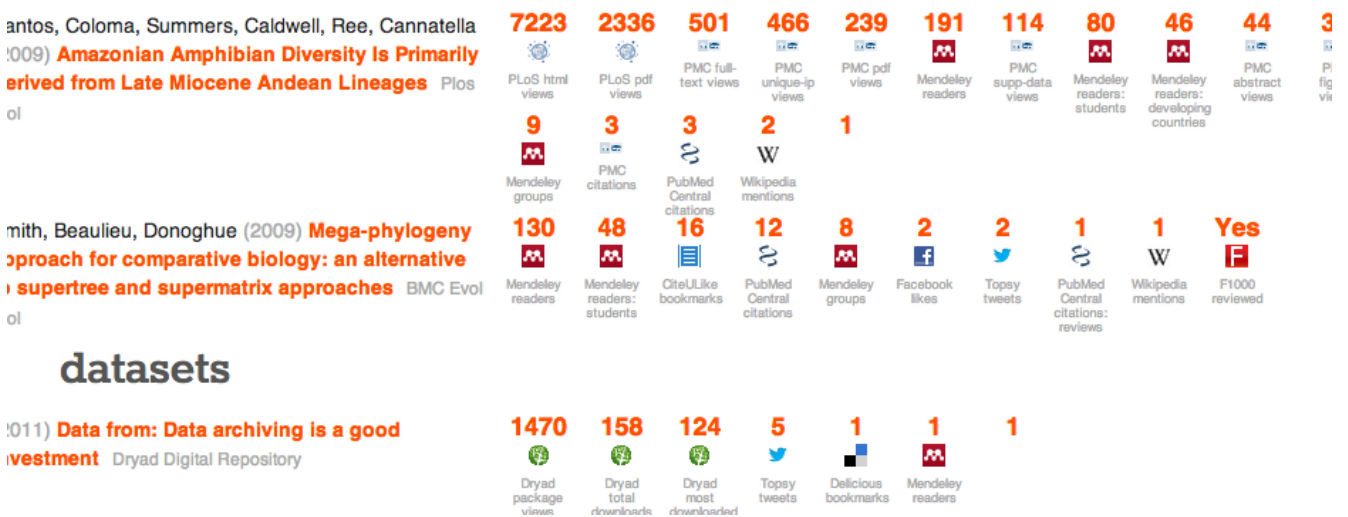 antos, Coloma, Summers, Caldwell, Ree, Cannatella
2009) Amazonian Amphibian Diversity Is Primarily
erived from Late Miocene Andean Lineages Plos
ol
7223 2336 501 466 239 191 114 80 46 44 3
PLoS html views
PLoS pdf views
PMC full-text views
PMC unique-ip views
PMC pdf views
Mendeley readers
PMC supp-data views
Mendeley readers: students
Mendeley readers: developing countries
PMC abstract views
9 3 3 2 1
Mendeley groups
PMC citations
PubMed Central citations
W
Wikipedia mentions
mith, Beaulieu, Donoghue (2009) Mega-phylogeny
pproach for comparative biology: an alternative
supertree and supermatrix approaches BMC Evol
ol
130 48 16 12 8 2 2 1 1 Yes
Mendeley readers
Mendeley readers: students
CiteULike bookmarks
PubMed Central citations
Mendeley groups
f
Facebook likes
Topsy tweets
PubMed Central citations: reviews
W
Wikipedia mentions
F
F1000 reviewed
datasets
2011) Data from: Data archiving is a good
vestment Dryad Digital Repository
1470 158 124 5 1 1 1
Dryad package views
Dryad total downloads
Dryad most downloaded
Topsy tweets
Delicious bookmarks
Mendeley readers